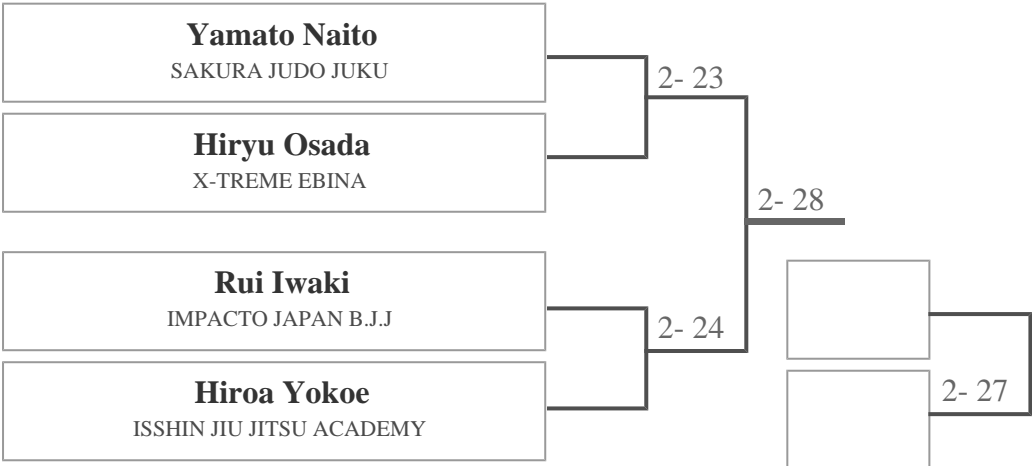 Yamato Naito
SAKURA JUDO JUKU
2- 23
Hiryu Osada
X-TREME EBINA
2- 28
Rui Iwaki
IMPACTO JAPAN B.J.J
2- 24
Hiroa Yokoe
ISSHIN JIU JITSU ACADEMY
2- 27